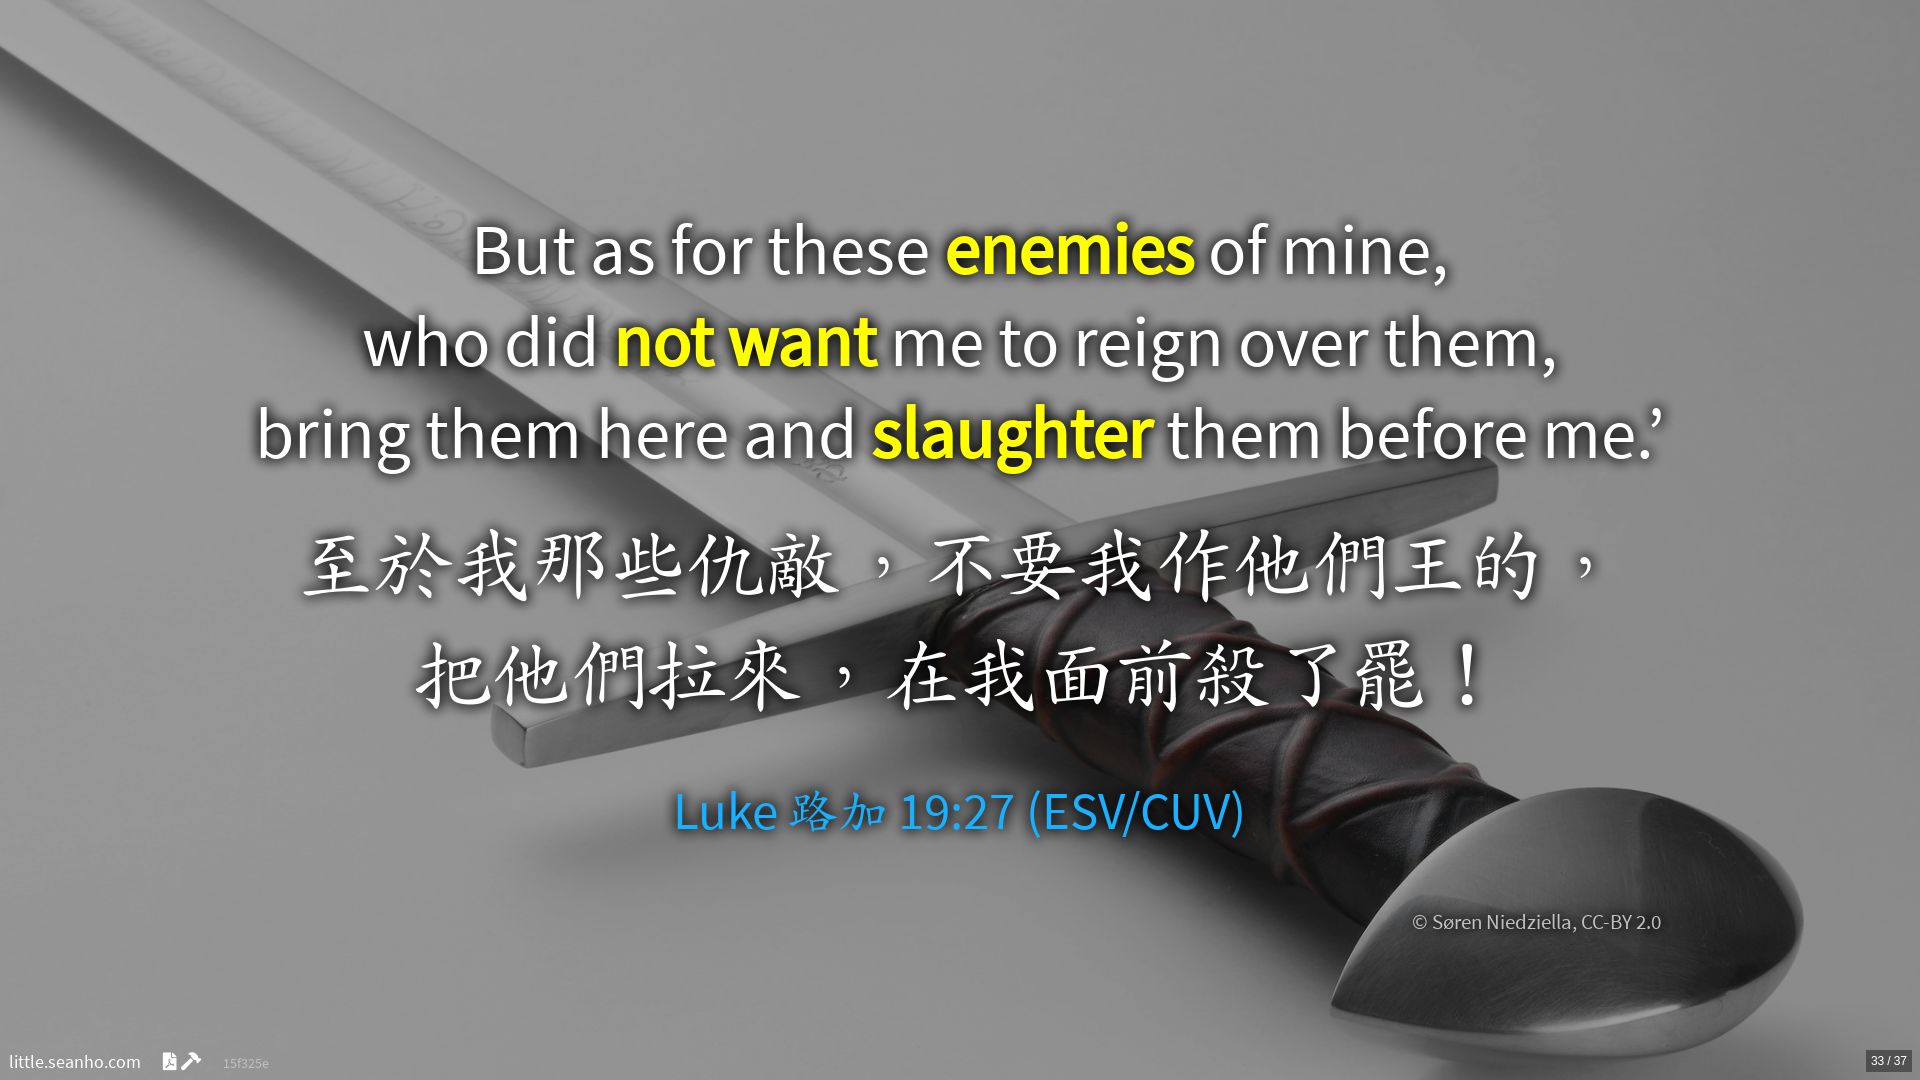 But as for these enemies of mine,
who did not want me to reign over them,
bring them here and slaughter them before me.’
至於我那些仇敵，不要我作他們王的，
把他們拉來，在我面前殺了罷！
Luke 路加 19:27 (ESV/CUV)
© Søren Niedziella, CC-BY 2.0
little.seanho.com 15f325e
33 / 37